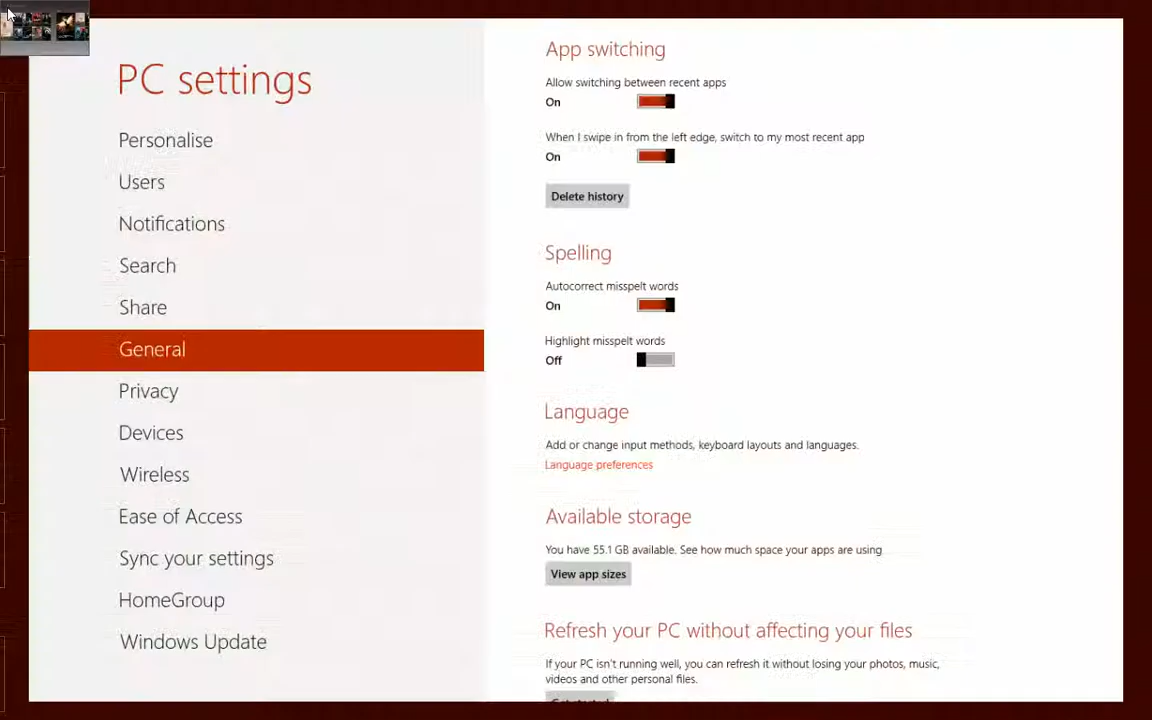 PC settings
Personalise
Users
Notifications
Search
Share
General
Privacy
Devices
Wireless
Ease of Access
Sync your settings
HomeGroup
Windows Update
App switching
Allow switching between recent apps
On
When I swipe in from the left edge, switch to my most recent app
On
Delete history
Spelling
Autocorrect misspelt words
On
Highlight misspelt words
Off
Language
Add or change input methods, keyboard layouts and languages.
Language preferences
Available storage
You have 55.1 GB available. See how much space your apps are using
View app sizes
Refresh your PC without affecting your files
If your PC isn't running well, you can refresh it without losing your photos, music,
videos and other personal files.